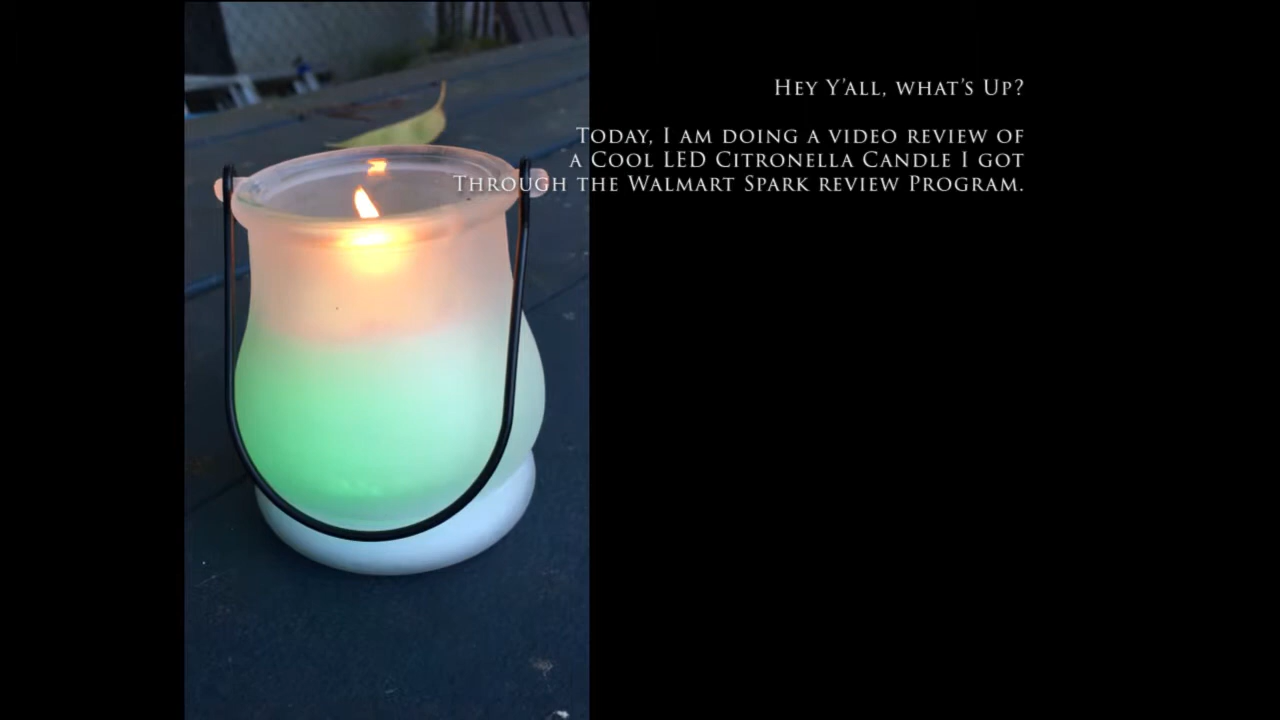 Hey Y'all, what's Up?
Today, I am doing a video review of
a Cool LED Citronella Candle I got
Through the Walmart Spark review Program.